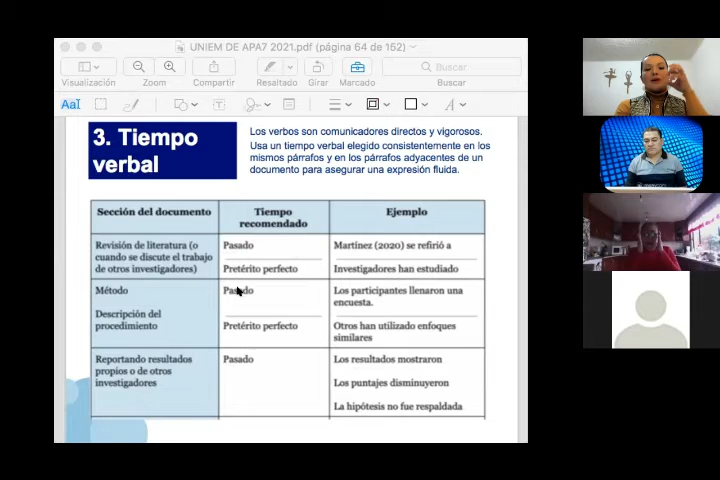 UNIEM DE APA7 2021.pdf (página 64 de 152)
Visualización Zoom Compartir Resaltado Girar Marcado Buscar
Buscar
3. Tiempo
verbal
Los verbos son comunicadores directos y vigorosos.
Usa un tiempo verbal elegido consistentemente en los
mismos párrafos y en los párrafos adyacentes de un
documento para asegurar una expresión fluida.
Sección del documento Tiempo recomendado Ejemplo
Revisión de literatura (o
cuando se discute el trabajo
de otros investigadores)
Pasado
Pretérito perfecto
Martínez (2020) se refirió a
Investigadores han estudiado
Método
Descripción del
procedimiento
Pasado
Pretérito perfecto
Los participantes llenaron una
encuesta.
Otros han utilizado enfoques
similares
Reportando resultados
propios o de otros
investigadores
Pasado
Los resultados mostraron
Los puntajes disminuyeron
La hipótesis no fue respaldada